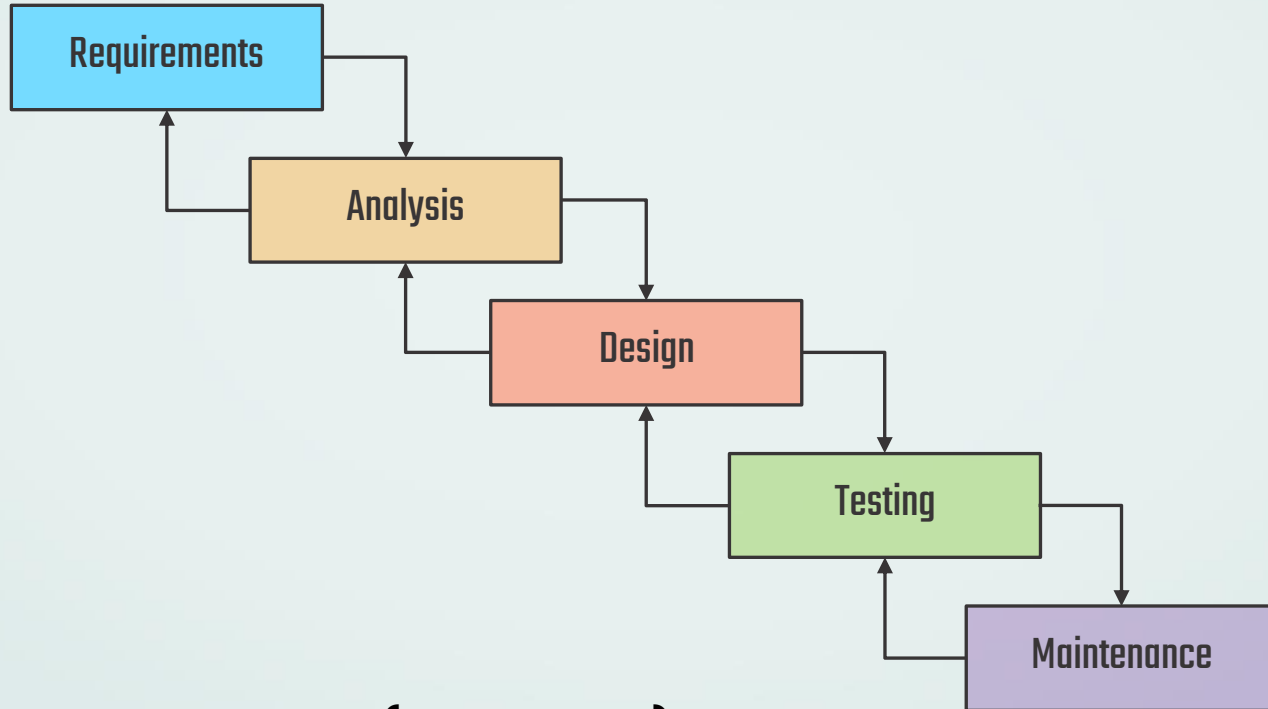 Requirements
Analysis
Design
Testing
Maintenance